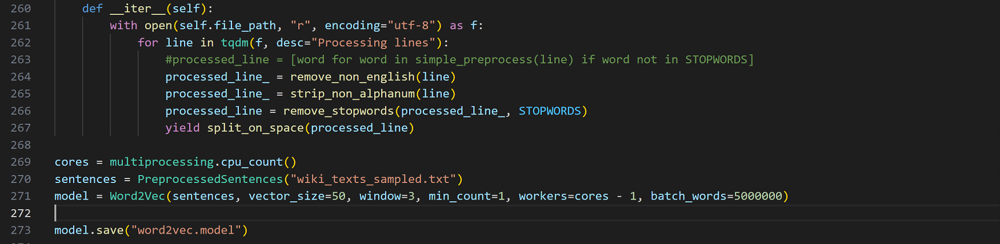 260 def __iter__(self):
261 with open(self.file_path, "r", encoding="utf-8") as f:
262 for line in tqdm(f, desc="Processing lines"):
263 #processed_line = [word for word in simple_preprocess(line) if word not in STOPWORDS]
264 processed_line_ = remove_non_english(line)
265 processed_line_ = strip_non_alphanum(line)
266 processed_line = remove_stopwords(processed_line_, STOPWORDS)
267 yield split_on_space(processed_line)
268
269 cores = multiprocessing.cpu_count()
270 sentences = PreprocessedSentences("wiki_texts_sampled.txt")
271 model = Word2Vec(sentences, vector_size=50, window=3, min_count=1, workers=cores - 1, batch_words=5000000)
272
273 model.save("word2vec.model")